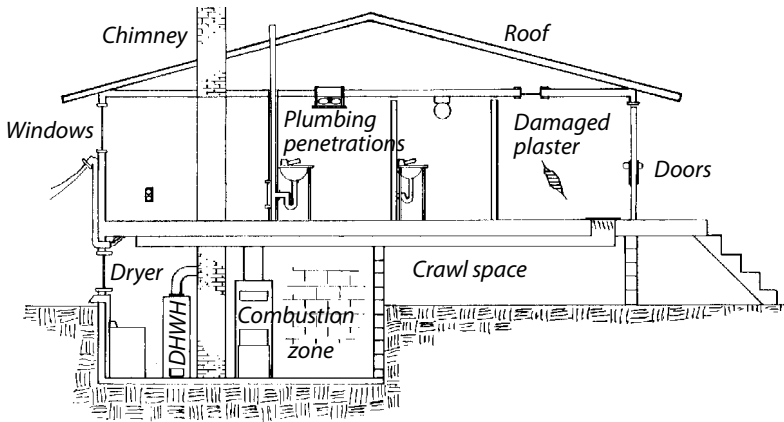 Chimney
Roof
Windows
Plumbing
penetrations
Damaged
plaster
Doors
Dryer
Crawl space
DHWH
Combustion
zone